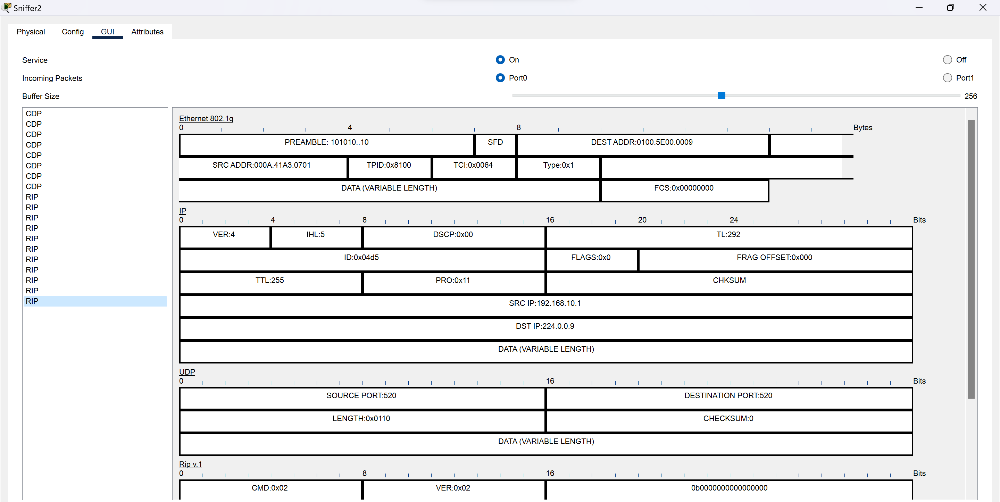 Sniffer2
Physical Config GUI Attributes
Service On Off
Incoming Packets Port0 Port1
Buffer Size 256
CDP
CDP
CDP
CDP
CDP
CDP
CDP
CDP
RIP
RIP
RIP
RIP
RIP
RIP
RIP
RIP
RIP
RIP
RIP
Ethernet 802.1q
0 4 8 Bytes
PREAMBLE: 101010..10 SFD DEST ADDR:0100.5E00.0009
SRC ADDR:000A.41A3.0701 TPID:0x8100 TCI:0x0064 Type:0x1
DATA (VARIABLE LENGTH) FCS:0x00000000
IP
0 4 8 16 20 24 Bits
VER:4 IHL:5 DSCP:0x00 TL:292
ID:0x04d5 FLAGS:0x0 FRAG OFFSET:0x000
TTL:255 PRO:0x11 CHKSUM
SRC IP:192.168.10.1
DST IP:224.0.0.9
DATA (VARIABLE LENGTH)
UDP
0 16 Bits
SOURCE PORT:520 DESTINATION PORT:520
LENGTH:0x0110 CHECKSUM:0
DATA (VARIABLE LENGTH)
Rip v.1
0 8 16 Bits
CMD:0x02 VER:0x02 0b0000000000000000